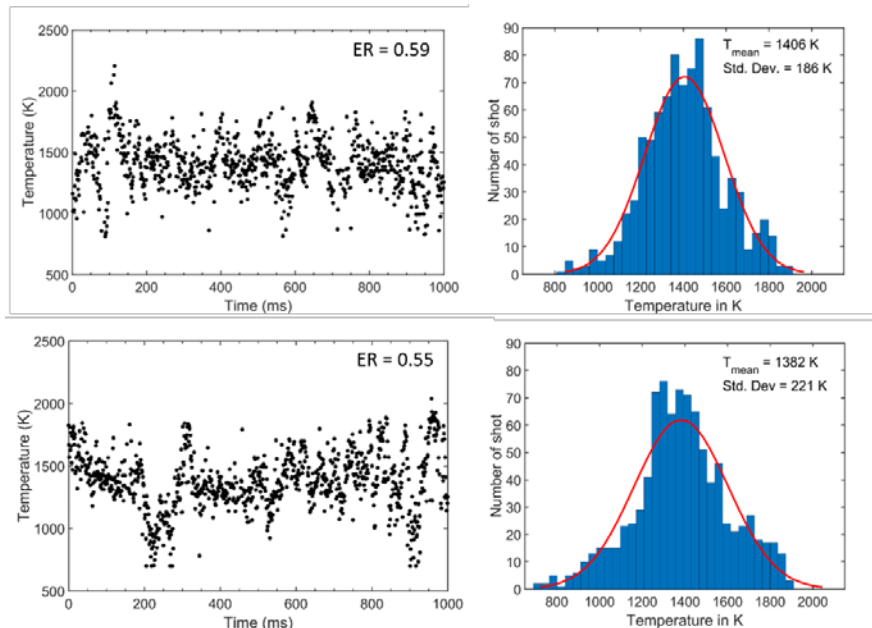 2500
2000
1500
1000
500
Temperature (K)
ER = 0.59
0 200 400 600 800 1000
Time (ms)
90
80
70
60
50
40
30
20
10
0
Number of shot
T_mean = 1406 K
Std. Dev. = 186 K
800 1000 1200 1400 1600 1800 2000
Temperature in K
2500
2000
1500
1000
500
Temperature (K)
ER = 0.55
0 200 400 600 800 1000
Time (ms)
90
80
70
60
50
40
30
20
10
0
Number of shot
T_mean = 1382 K
Std. Dev = 221 K
800 1000 1200 1400 1600 1800 2000
Temperature in K